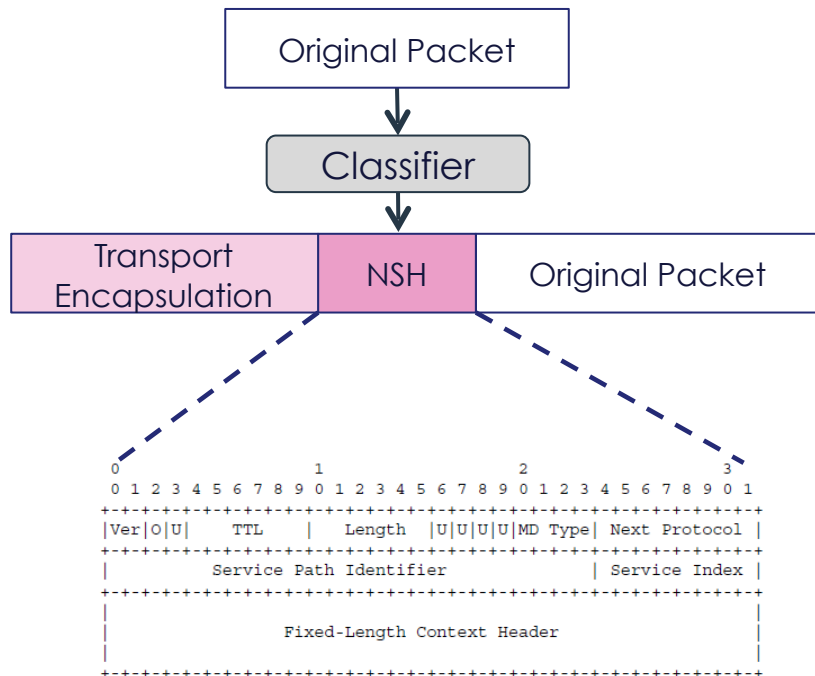 Original Packet
Classifier
Transport
Encapsulation
NSH
Original Packet
 0                   1                   2                   3
 0 1 2 3 4 5 6 7 8 9 0 1 2 3 4 5 6 7 8 9 0 1 2 3 4 5 6 7 8 9 0 1
+-+-+-+-+-+-+-+-+-+-+-+-+-+-+-+-+-+-+-+-+-+-+-+-+-+-+-+-+-+-+-+-+
|Ver|O|U|    TTL    |   Length  |U|U|U|U|MD Type| Next Protocol |
+-+-+-+-+-+-+-+-+-+-+-+-+-+-+-+-+-+-+-+-+-+-+-+-+-+-+-+-+-+-+-+-+
|          Service Path Identifier              | Service Index |
+-+-+-+-+-+-+-+-+-+-+-+-+-+-+-+-+-+-+-+-+-+-+-+-+-+-+-+-+-+-+-+-+
|                                                               |
|                 Fixed-Length Context Header                   |
|                                                               |
+-+-+-+-+-+-+-+-+-+-+-+-+-+-+-+-+-+-+-+-+-+-+-+-+-+-+-+-+-+-+-+-+